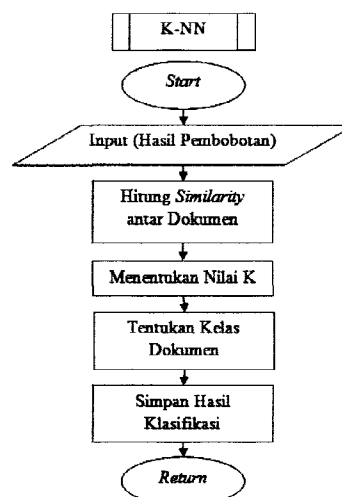 K-NN
Start
Input (Hasil Pembobotan)
Hitung Similarity
antar Dokumen
Menentukan Nilai K
Tentukan Kelas
Dokumen
Simpan Hasil
Klasifikasi
Return